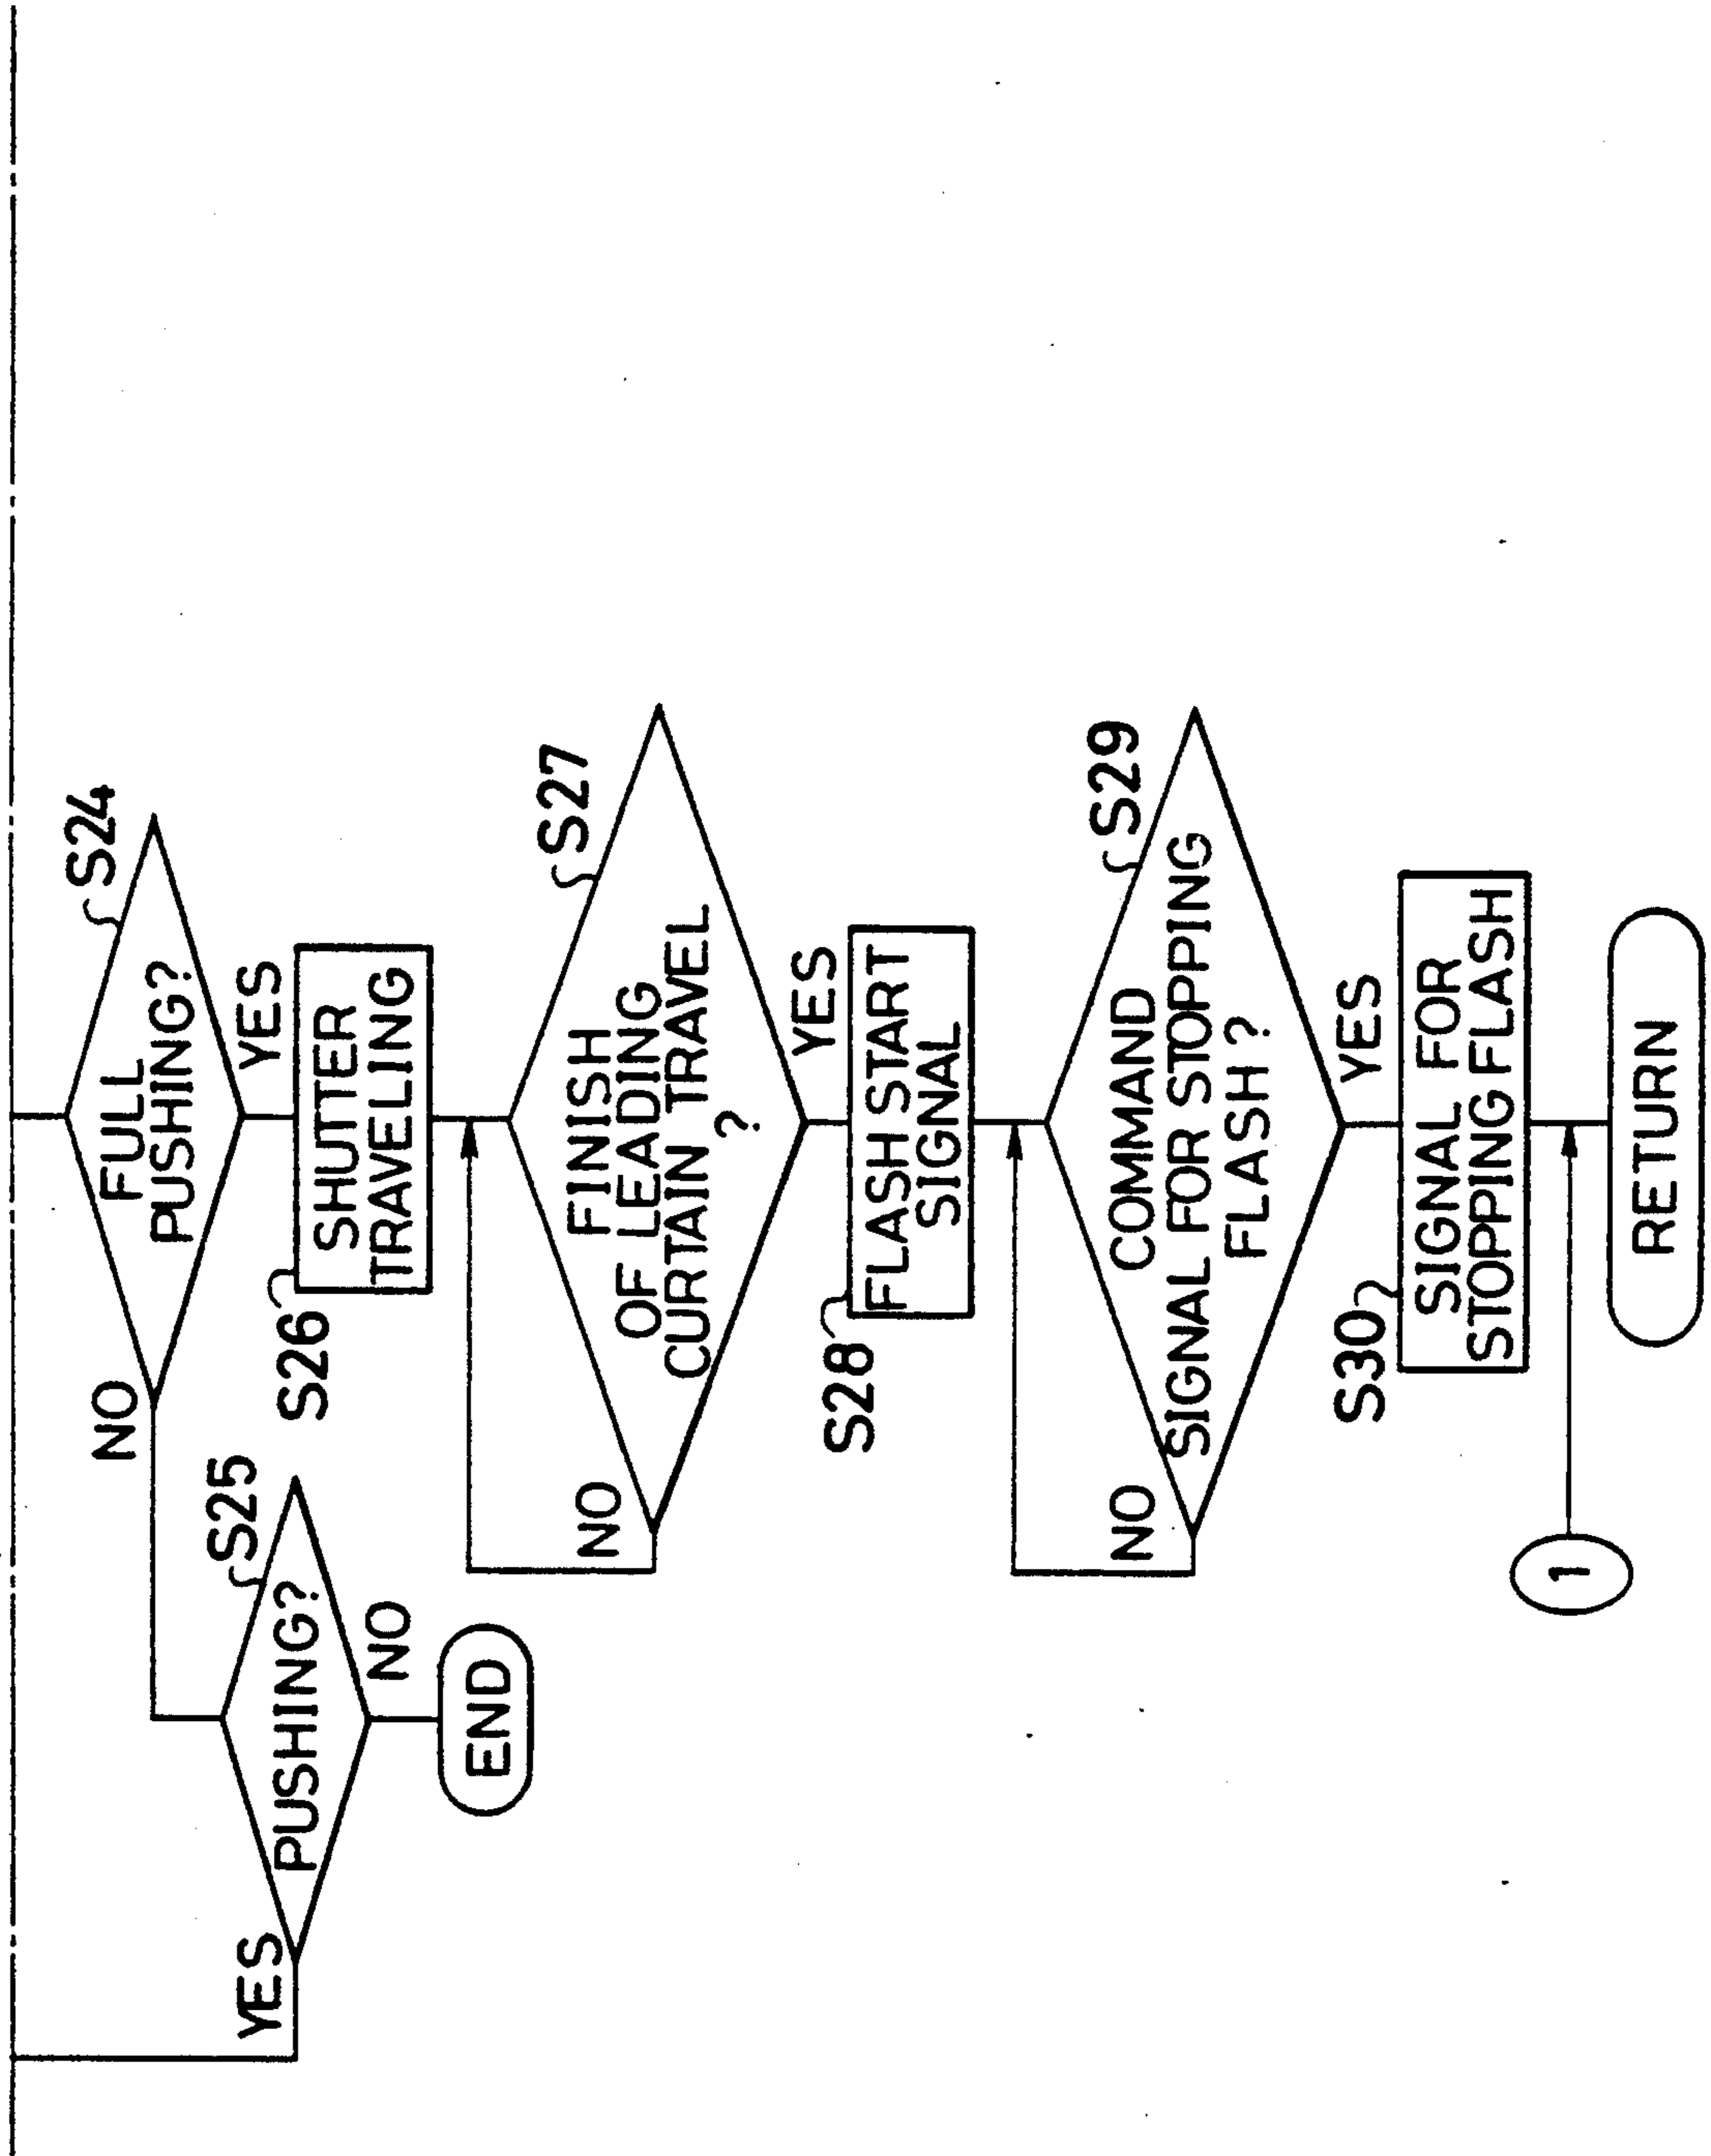 S24
FULL
PUSHING?
NO
YES
S25
PUSHING?
YES
NO
END
S26
SHUTTER
TRAVELING
S27
FINISH
OF LEADING
CURTAIN TRAVEL
?
NO
YES
S28
FLASH START
SIGNAL
S29
COMMAND
SIGNAL FOR STOPPING
FLASH ?
NO
YES
S30
SIGNAL FOR
STOPPING FLASH
1
RETURN